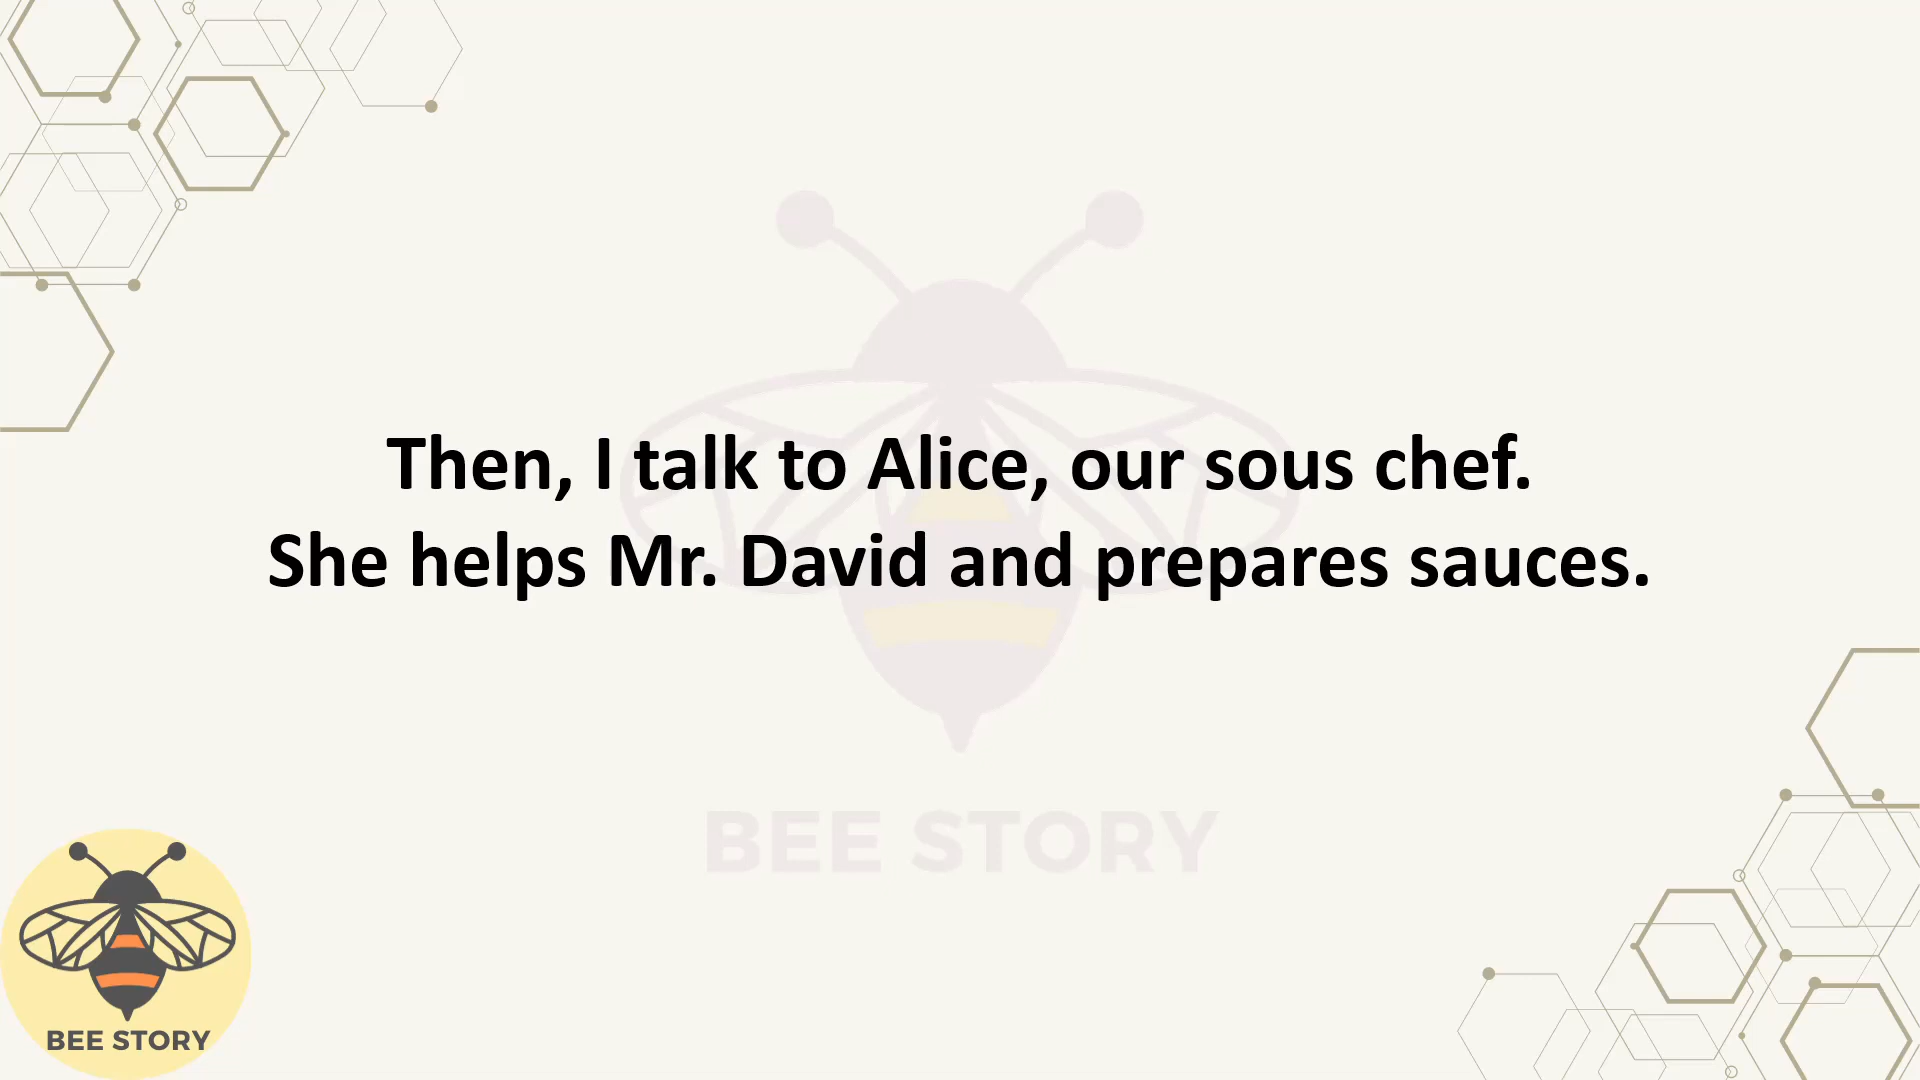 Then, I talk to Alice, our sous chef.
She helps Mr. David and prepares sauces.
BEE STORY
BEE STORY